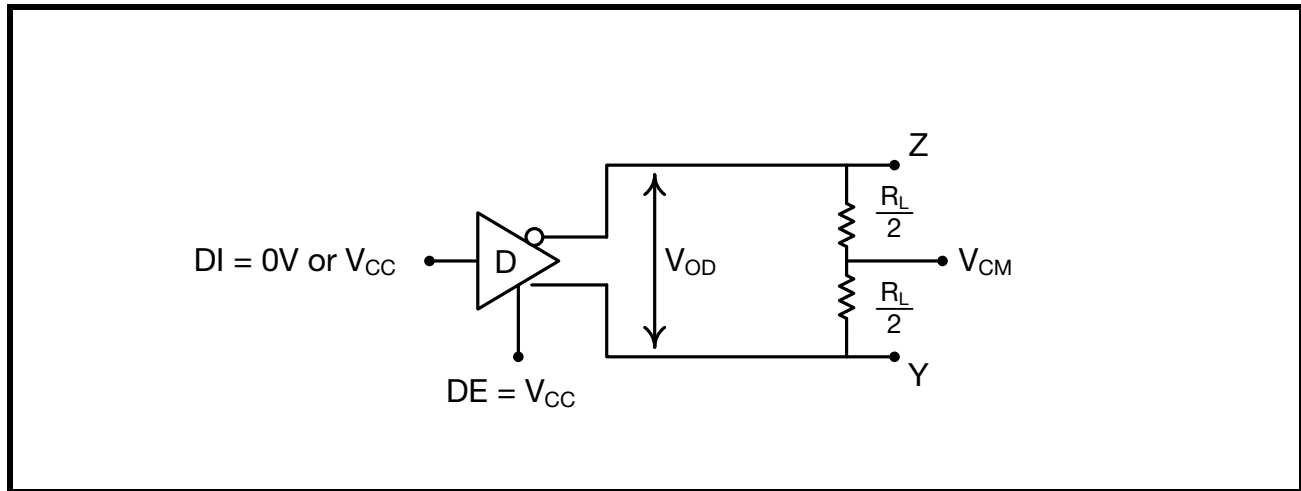 Z
R_L
2
DI = 0V or V_CC
D
V_OD
V_CM
R_L
2
Y
DE = V_CC